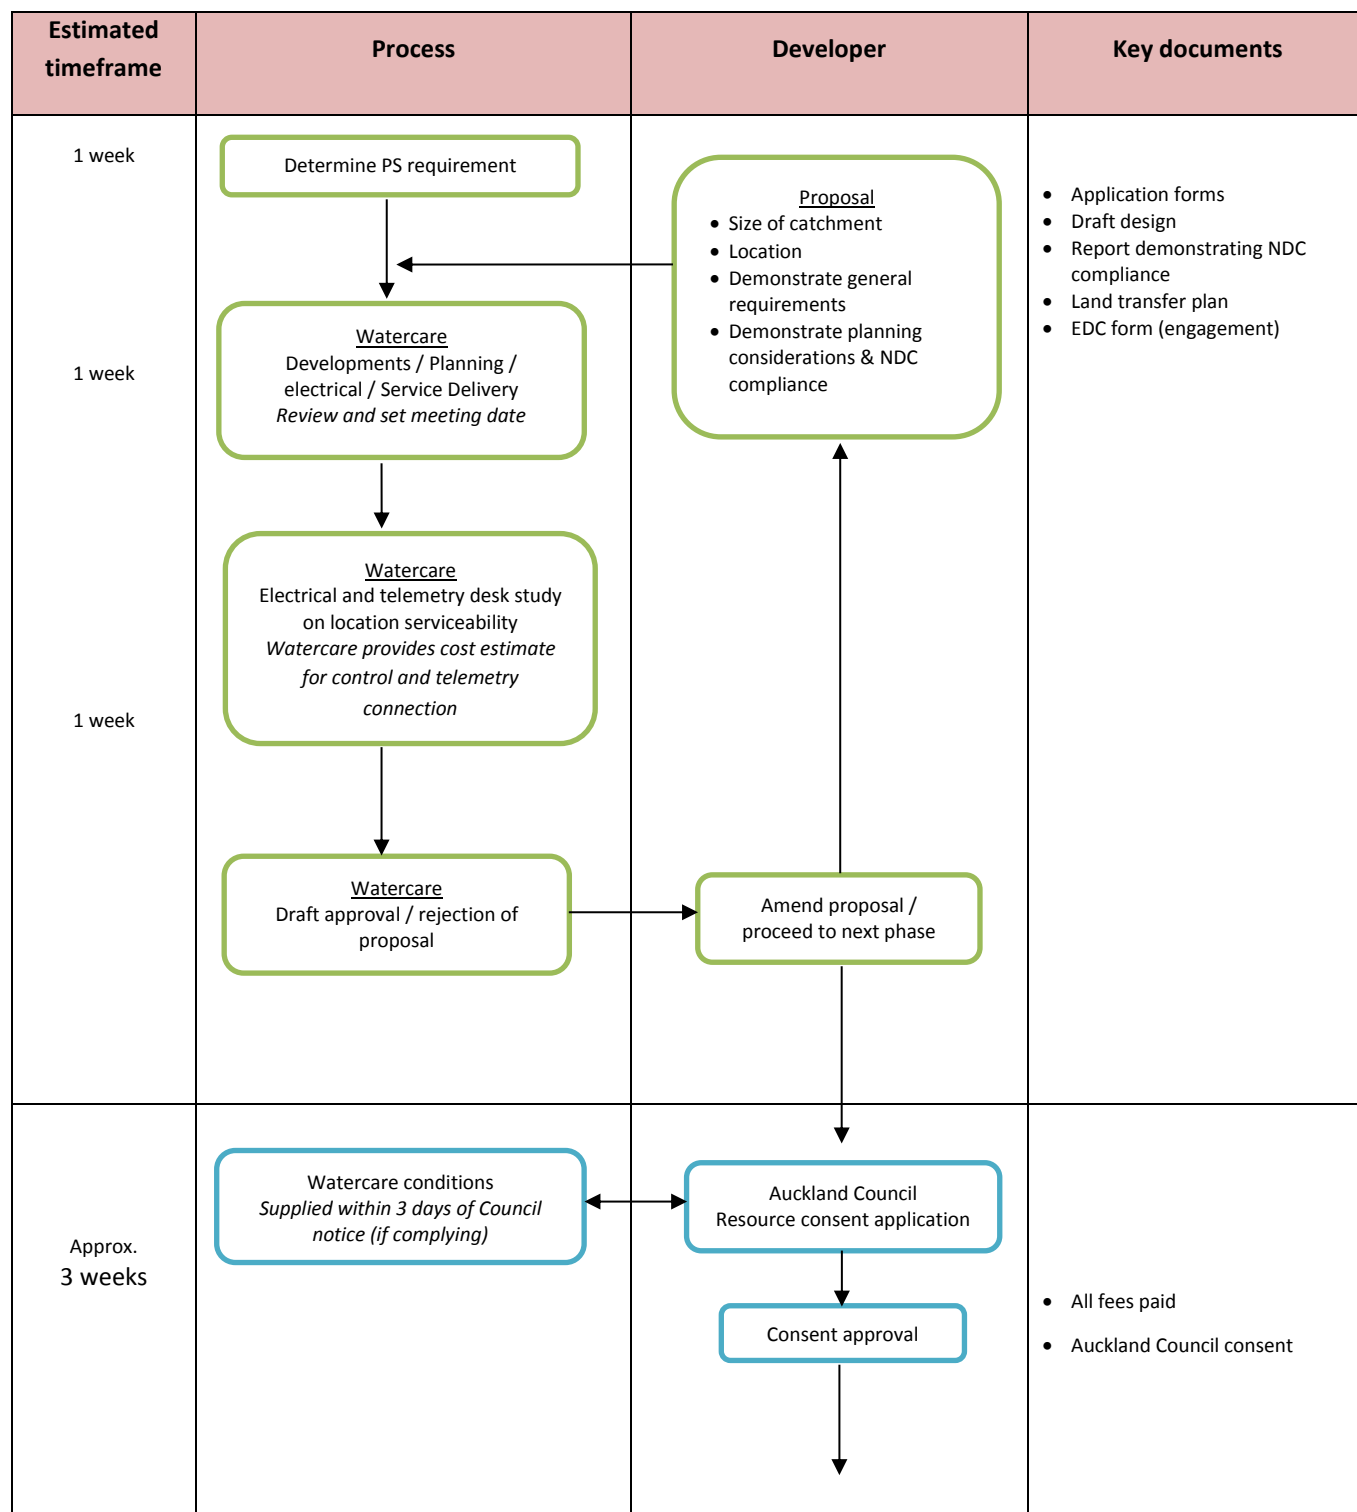 Estimated
timeframe
Process
Developer
Key documents
1 week
Determine PS requirement
Proposal
• Size of catchment
• Location
• Demonstrate general
requirements
• Demonstrate planning
considerations & NDC
compliance
• Application forms
• Draft design
• Report demonstrating NDC
compliance
• Land transfer plan
• EDC form (engagement)
1 week
Watercare
Developments / Planning /
electrical / Service Delivery
Review and set meeting date
Watercare
Electrical and telemetry desk study
on location serviceability
Watercare provides cost estimate
for control and telemetry
connection
1 week
Watercare
Draft approval / rejection of
proposal
Amend proposal /
proceed to next phase
Approx.
3 weeks
Watercare conditions
Supplied within 3 days of Council
notice (if complying)
Auckland Council
Resource consent application
Consent approval
• All fees paid
• Auckland Council consent